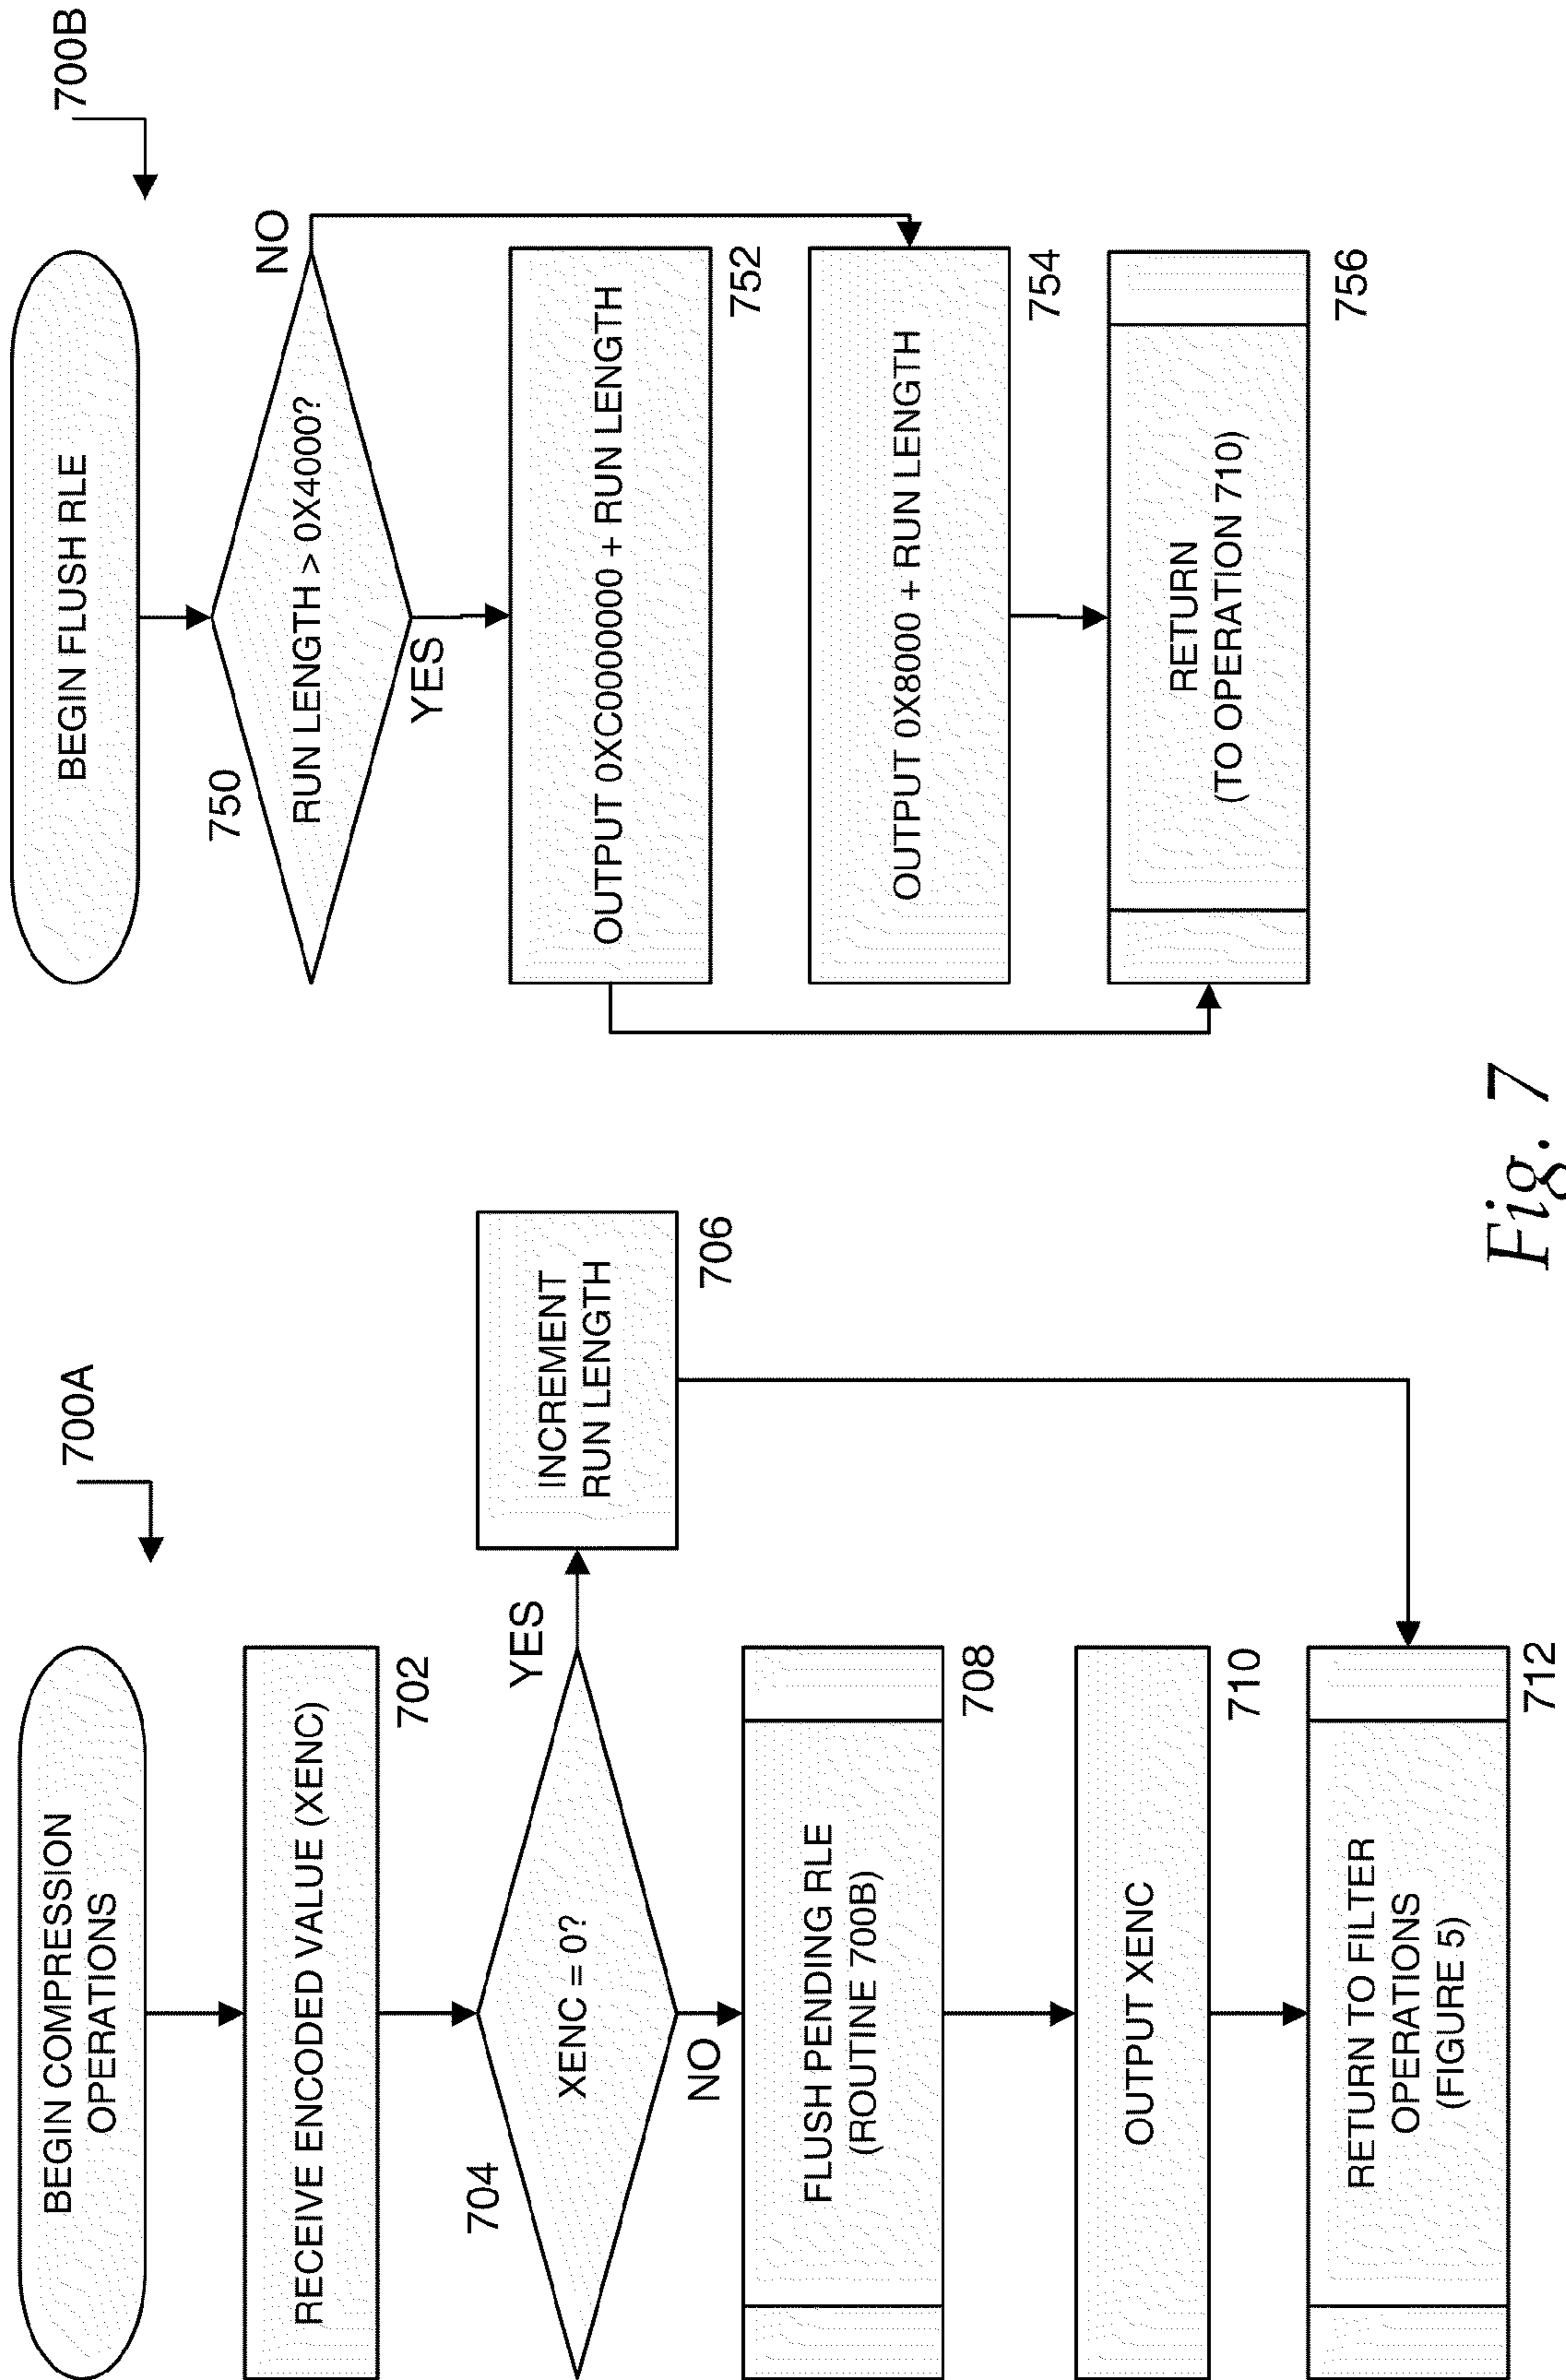 700A
BEGIN COMPRESSION
OPERATIONS
RECEIVE ENCODED VALUE (XENC)
702
704
XENC = 0?
YES
NO
INCREMENT
RUN LENGTH
706
FLUSH PENDING RLE
(ROUTINE 700B)
708
OUTPUT XENC
710
RETURN TO FILTER
OPERATIONS
(FIGURE 5)
712
700B
BEGIN FLUSH RLE
750
RUN LENGTH > 0X4000?
NO
YES
OUTPUT 0XC0000000 + RUN LENGTH
752
OUTPUT 0X8000 + RUN LENGTH
754
RETURN
(TO OPERATION 710)
756
Fig. 7